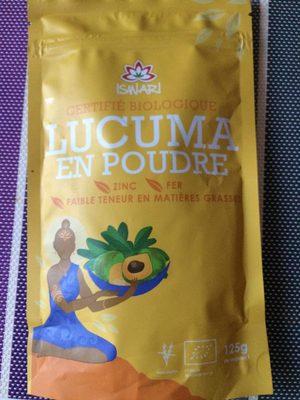 ISWARI
CERTIFIÉ BIOLOGIQUE
LUCUMA
EN POUDRE
ZINC FER
FAIBLE TENEUR EN MATIÈRES GRASSES
125g